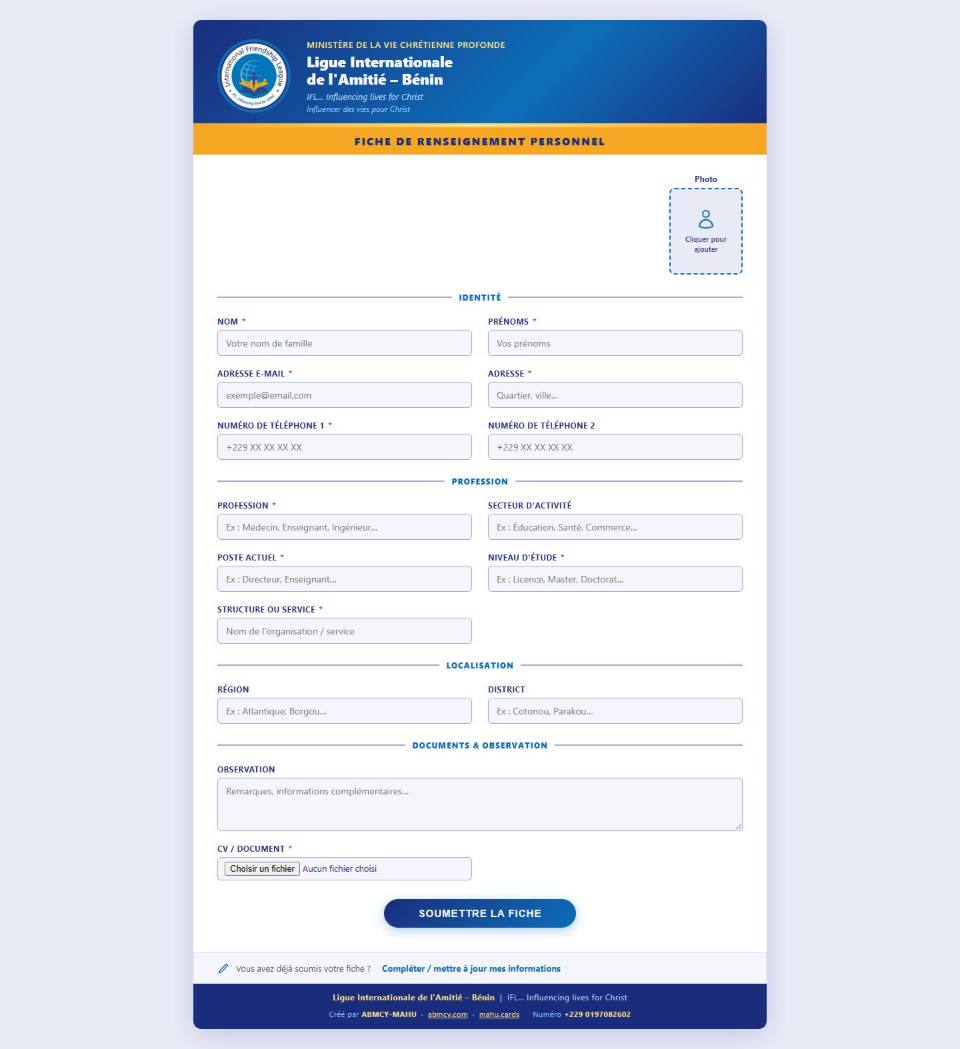 International Friendship League
IFL, Influencing lives for Christ
MINISTÈRE DE LA VIE CHRÉTIENNE PROFONDE
Ligue Internationale
de l'Amitié – Bénin
IFL... Influencing lives for Christ
Influencer des vies pour Christ
FICHE DE RENSEIGNEMENT PERSONNEL
Photo
Cliquer pour
ajouter
IDENTITÉ
NOM *
PRÉNOMS *
Votre nom de famille
Vos prénoms
ADRESSE E-MAIL *
ADRESSE *
exemple@email.com
Quartier, ville...
NUMÉRO DE TÉLÉPHONE 1 *
NUMÉRO DE TÉLÉPHONE 2
+229 XX XX XX XX
+229 XX XX XX XX
PROFESSION
PROFESSION *
SECTEUR D'ACTIVITÉ
Ex : Médecin, Enseignant, Ingénieur...
Ex : Éducation, Santé, Commerce...
POSTE ACTUEL *
NIVEAU D'ÉTUDE *
Ex : Directeur, Enseignant...
Ex : Licence, Master, Doctorat...
STRUCTURE OU SERVICE *
Nom de l'organisation / service
LOCALISATION
RÉGION
DISTRICT
Ex : Atlantique, Borgou...
Ex : Cotonou, Parakou...
DOCUMENTS & OBSERVATION
OBSERVATION
Remarques, informations complémentaires...
CV / DOCUMENT *
Choisir un fichier Aucun fichier choisi
SOUMETTRE LA FICHE
Vous avez déjà soumis votre fiche ? Compléter / mettre à jour mes informations
Ligue Internationale de l'Amitié – Bénin | IFL... Influencing lives for Christ
Créé par ABMCY-MAHU · abmcy.com · mahu.cards Numéro +229 0197082602